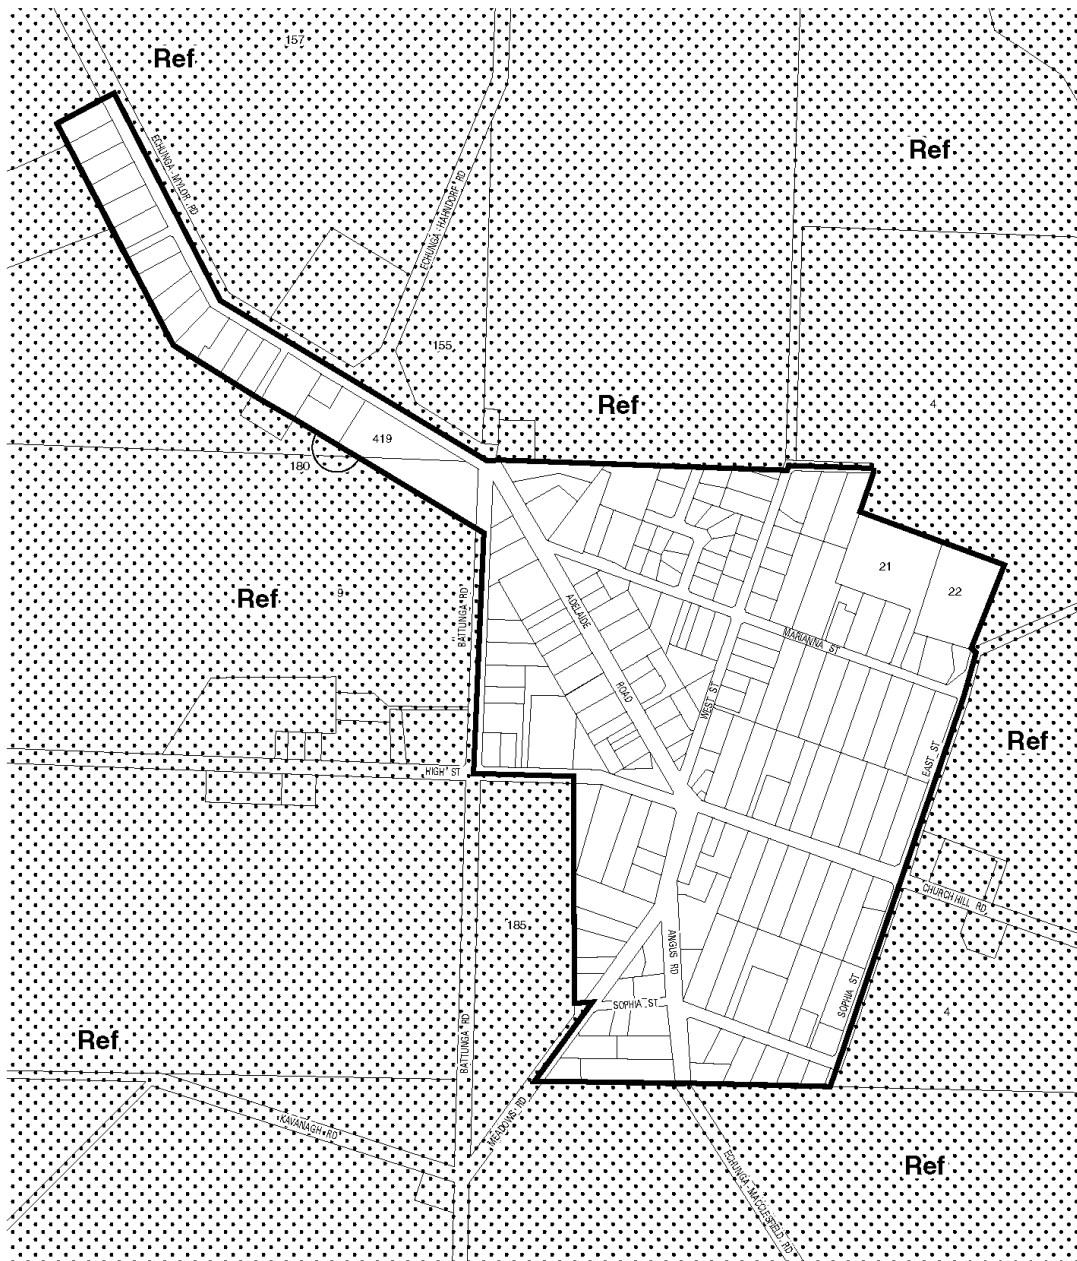 157
Ref
Ref
ECHUNGA-MYLOR RD
ECHUNGA-HAHNDORF RD
155
Ref
4
419
180
21
22
Ref
9
BATTUNGA RD
ADELAIDE
ROAD
MARIANNA ST
WEST ST
EAST ST
Ref
HIGH ST
CHURCH HILL RD
185
ANGUS RD
SOPHIA ST
SOPHIA ST
4
Ref
BATTUNGA RD
MEADOWS RD
KAVANAGH RD
ECHUNGA-MACCLESFIELD RD
Ref